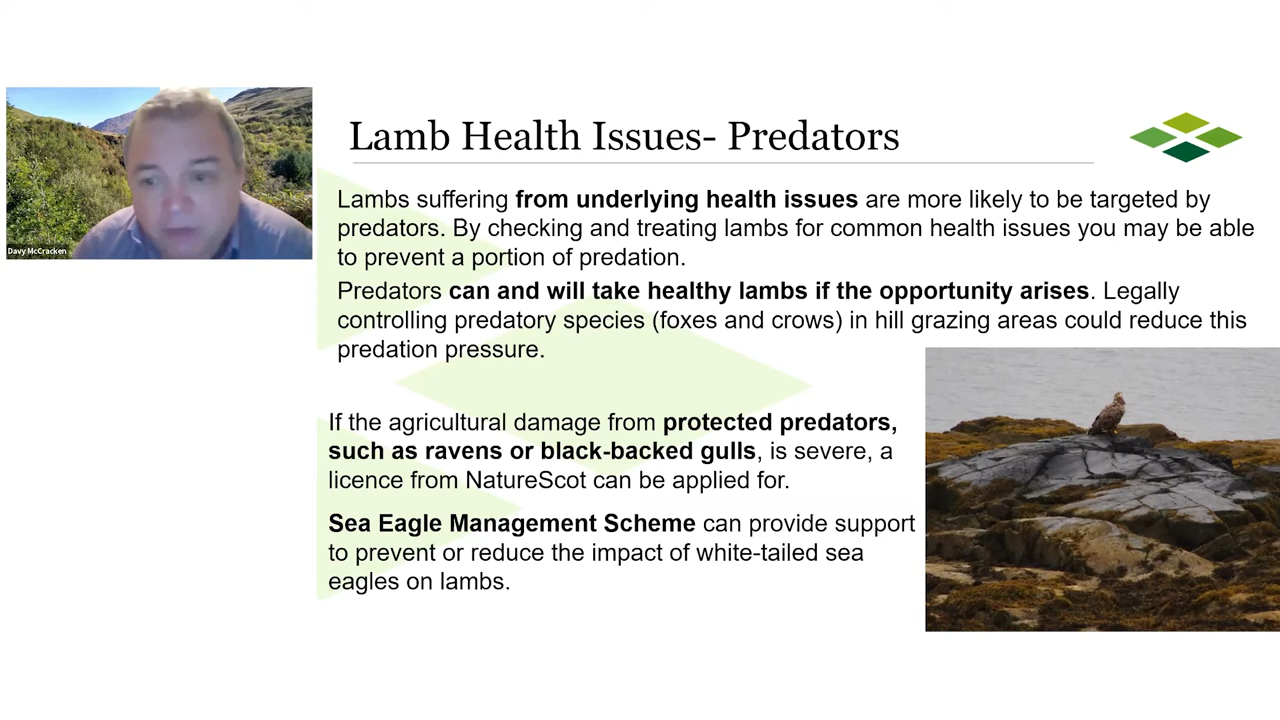 Lamb Health Issues- Predators
Davy McCracken
Lambs suffering from underlying health issues are more likely to be targeted by
predators. By checking and treating lambs for common health issues you may be able
to prevent a portion of predation.
Predators can and will take healthy lambs if the opportunity arises. Legally
controlling predatory species (foxes and crows) in hill grazing areas could reduce this
predation pressure.
If the agricultural damage from protected predators,
such as ravens or black-backed gulls, is severe, a
licence from NatureScot can be applied for.
Sea Eagle Management Scheme can provide support
to prevent or reduce the impact of white-tailed sea
eagles on lambs.